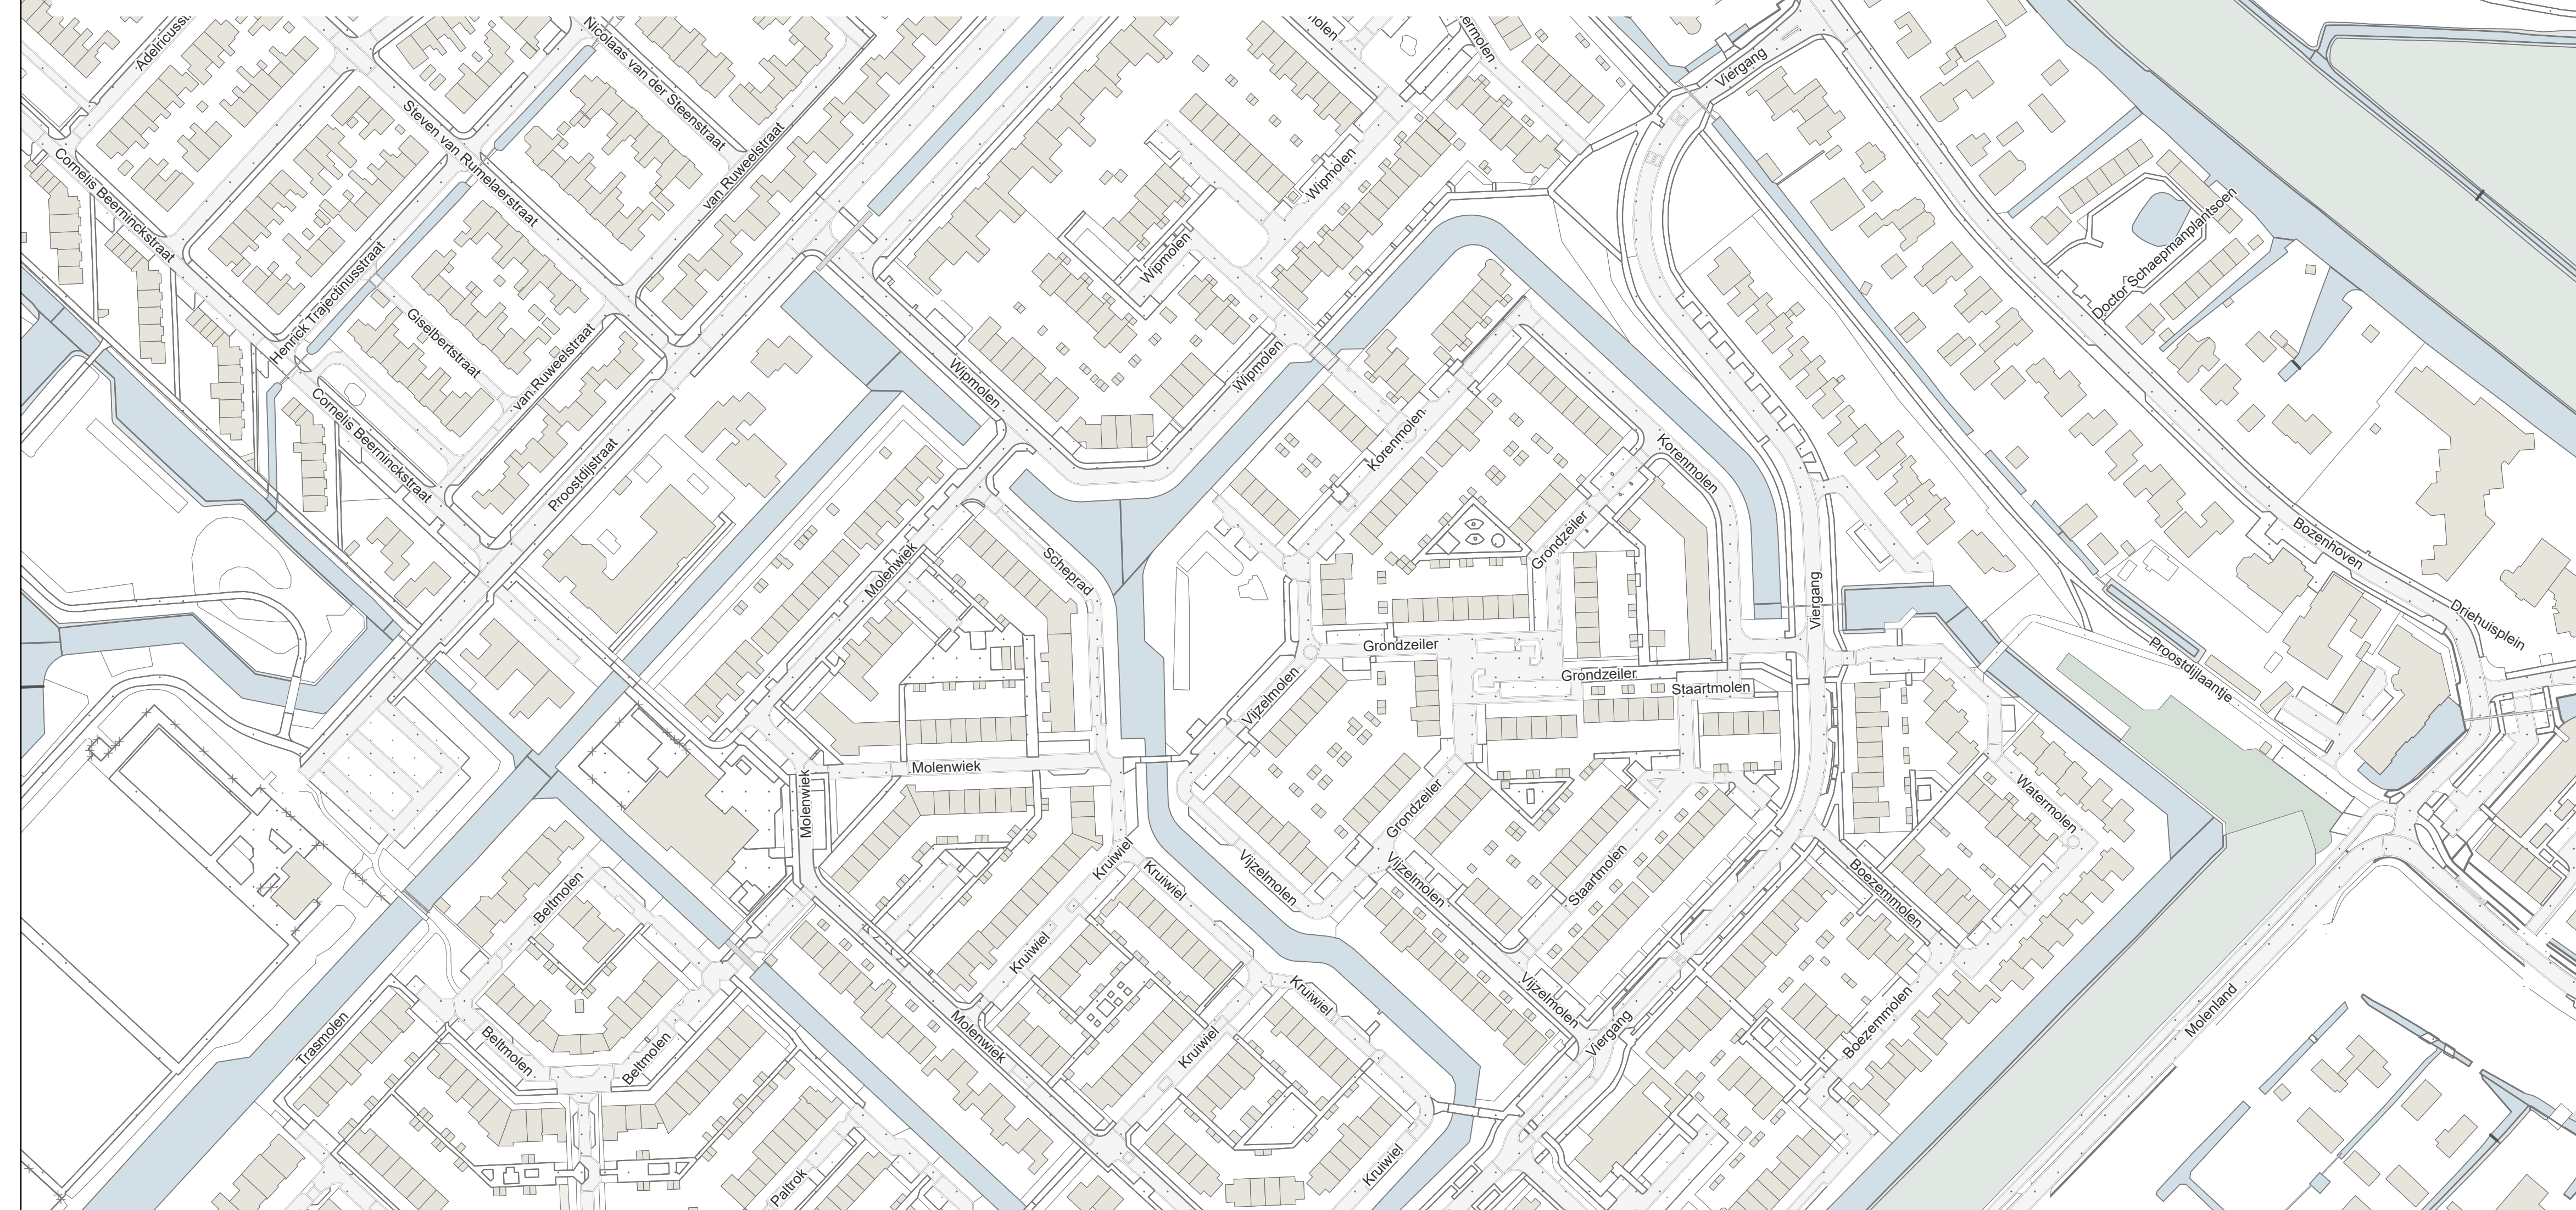 Nicolaas van der Steenstraat
Viergang
Steven van Rumelaerstraat
van Ruweelstraat
Wipmolen
Cornelis Beerninckstraat
Henrick Trajectinusstraat
Wipmolen
Doctor Schaepmanplantsoen
Giselbertstraat
van Ruweelstraat
Wipmolen
Wipmolen
Cornelis Beerninckstraat
Proostdijstraat
Korenmolen
Korenmolen
Molenwiek
Scheprad
Grondzeiler
Bozenhoven
Viergang
Driehuisplein
Grondzeiler
Grondzeiler
Staartmolen
Proostdijlaantje
Vijzelmolen
Molenwiek
Molenwiek
Grondzeiler
Watermolen
Kruiwiel
Kruiwiel
Vijzelmolen
Vijzelmolen
Staartmolen
Boezemmolen
Beltmolen
Kruiwiel
Kruiwiel
Vijzelmolen
Molenland
Trasmolen
Beltmolen
Beltmolen
Molenwiek
Kruiwiel
Viergang
Boezemmolen
Kruiwiel
Paltrok